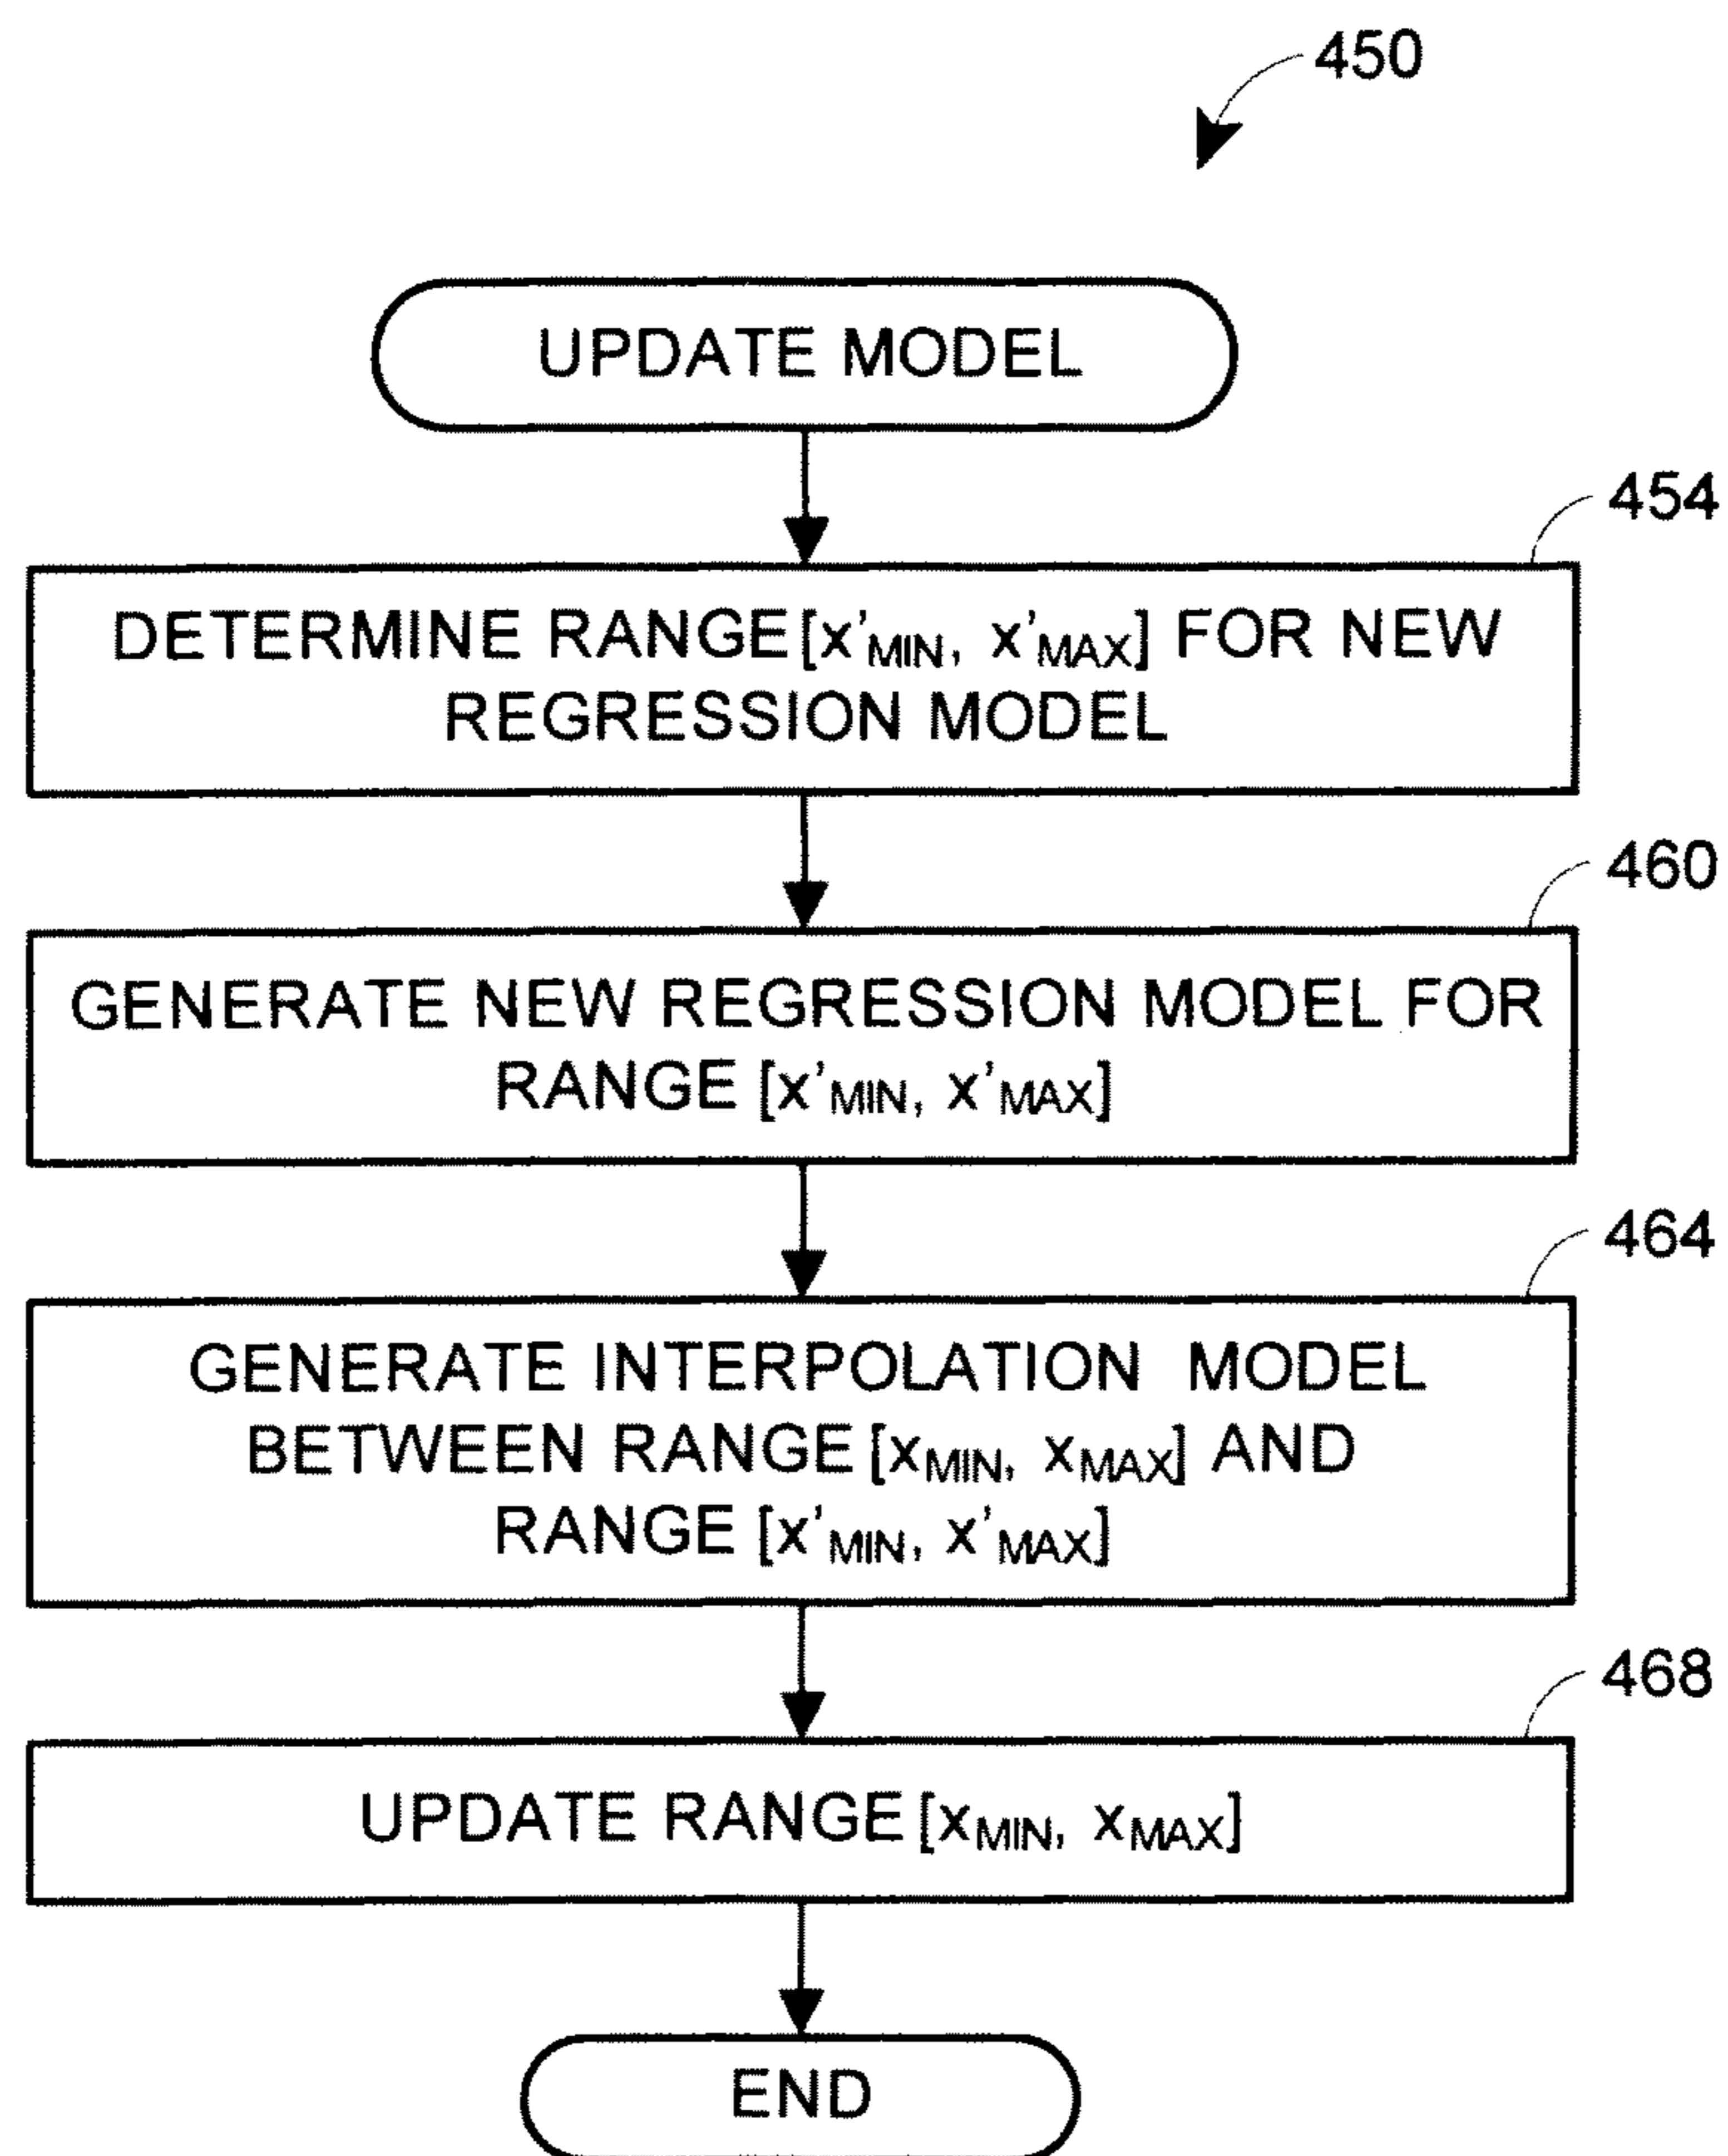 450
UPDATE MODEL
454
DETERMINE RANGE [x'MIN, x'MAX] FOR NEW
REGRESSION MODEL
460
GENERATE NEW REGRESSION MODEL FOR
RANGE [x'MIN, x'MAX]
464
GENERATE INTERPOLATION MODEL
BETWEEN RANGE [xMIN, xMAX] AND
RANGE [x'MIN, x'MAX]
468
UPDATE RANGE [xMIN, xMAX]
END